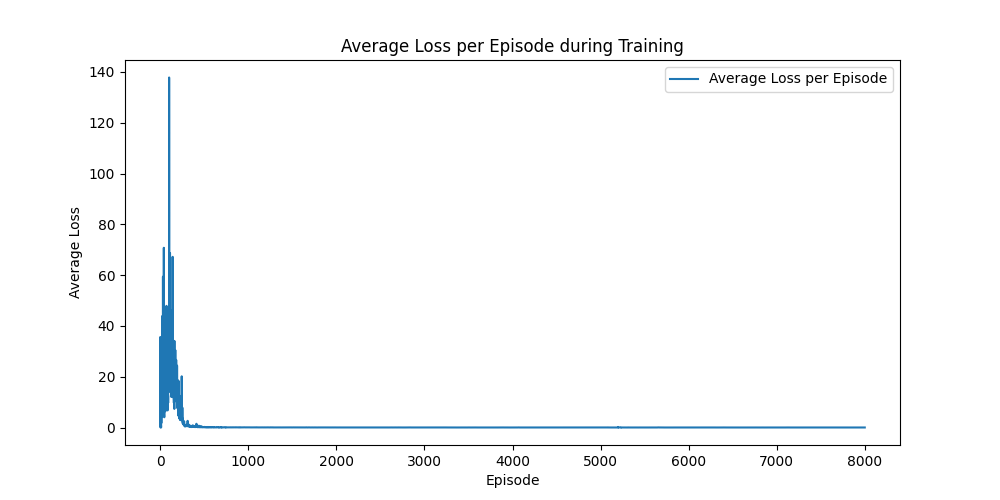 Average Loss per Episode during Training
Average Loss per Episode
140
120
100
80
60
40
20
0
Average Loss
0 1000 2000 3000 4000 5000 6000 7000 8000
Episode